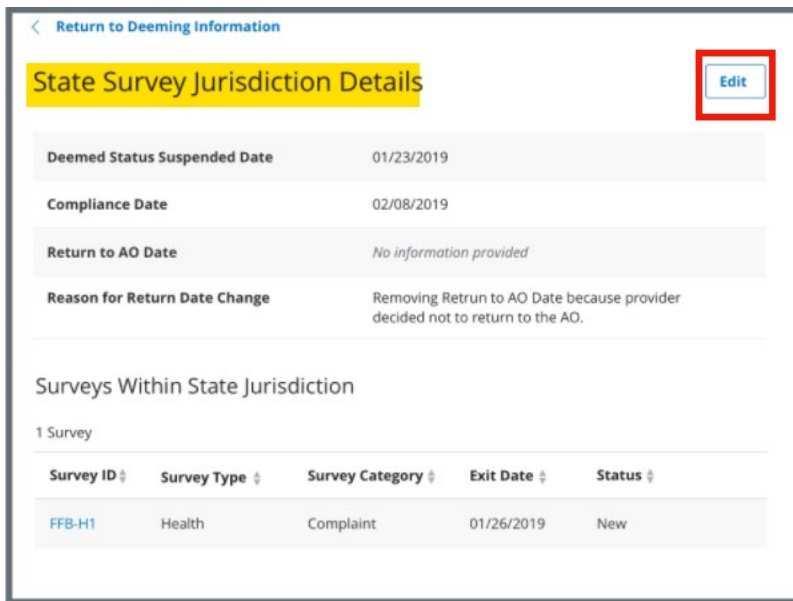 Return to Deeming Information
State Survey Jurisdiction Details
Edit
Deemed Status Suspended Date 01/23/2019
Compliance Date 02/08/2019
Return to AO Date No information provided
Reason for Return Date Change Removing Retrun to AO Date because provider
decided not to return to the AO.
Surveys Within State Jurisdiction
1 Survey
Survey ID Survey Type Survey Category Exit Date Status
FFB-H1 Health Complaint 01/26/2019 New